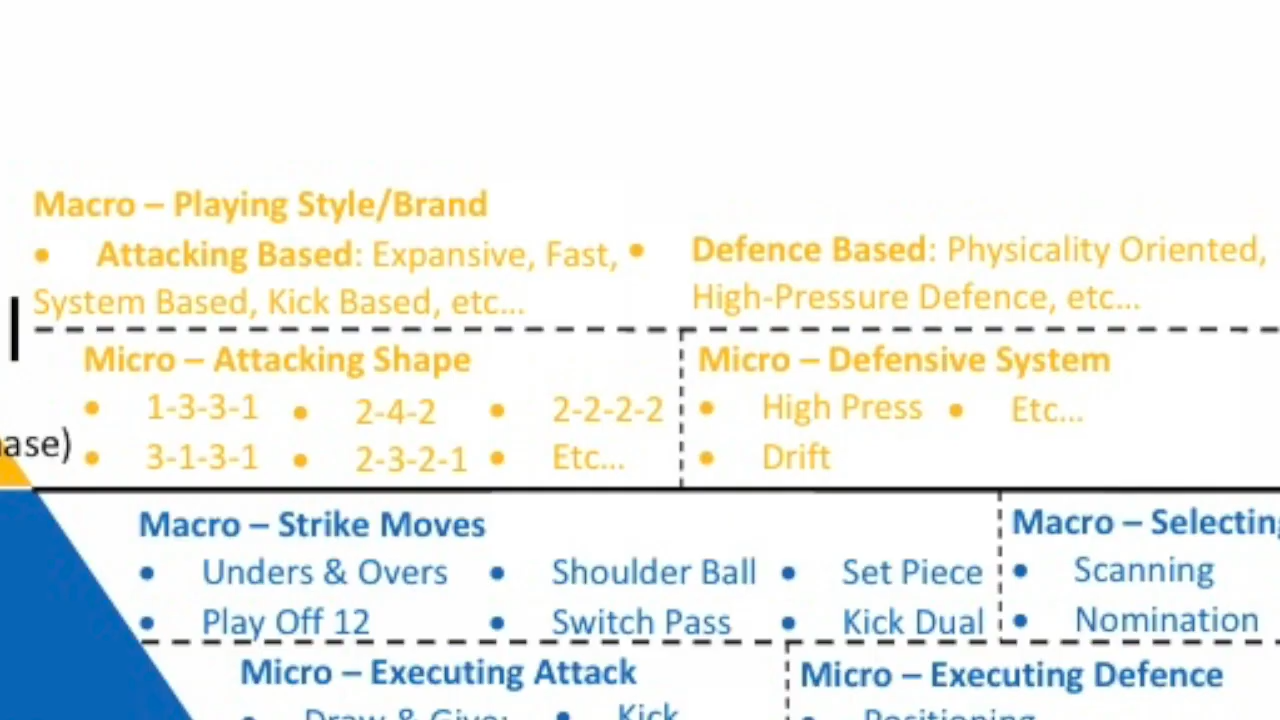 Macro – Playing Style/Brand
• Attacking Based: Expansive, Fast,
System Based, Kick Based, etc...
• Defence Based: Physicality Oriented,
High-Pressure Defence, etc...
Micro – Attacking Shape
• 1-3-3-1 • 2-4-2 • 2-2-2-2
• 3-1-3-1 • 2-3-2-1 • Etc...
Micro – Defensive System
• High Press • Etc...
• Drift
ase)
Macro – Strike Moves
• Unders & Overs • Shoulder Ball • Set Piece
• Play Off 12 • Switch Pass • Kick Dual
Macro – Selecting
• Scanning
• Nomination
Micro – Executing Attack
• Draw & Give: • Kick
Micro – Executing Defence
• Positioning